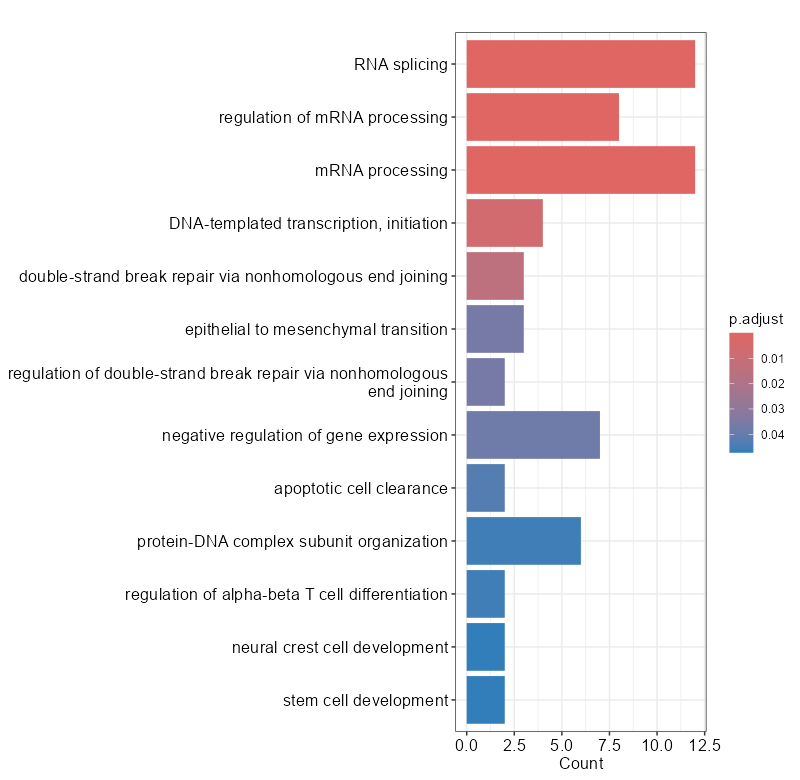 RNA splicing
regulation of mRNA processing
mRNA processing
DNA-templated transcription, initiation
double-strand break repair via nonhomologous end joining
epithelial to mesenchymal transition
regulation of double-strand break repair via nonhomologous
end joining
negative regulation of gene expression
apoptotic cell clearance
protein-DNA complex subunit organization
regulation of alpha-beta T cell differentiation
neural crest cell development
stem cell development
0.0 2.5 5.0 7.5 10.0 12.5
Count
p.adjust
0.01
0.02
0.03
0.04